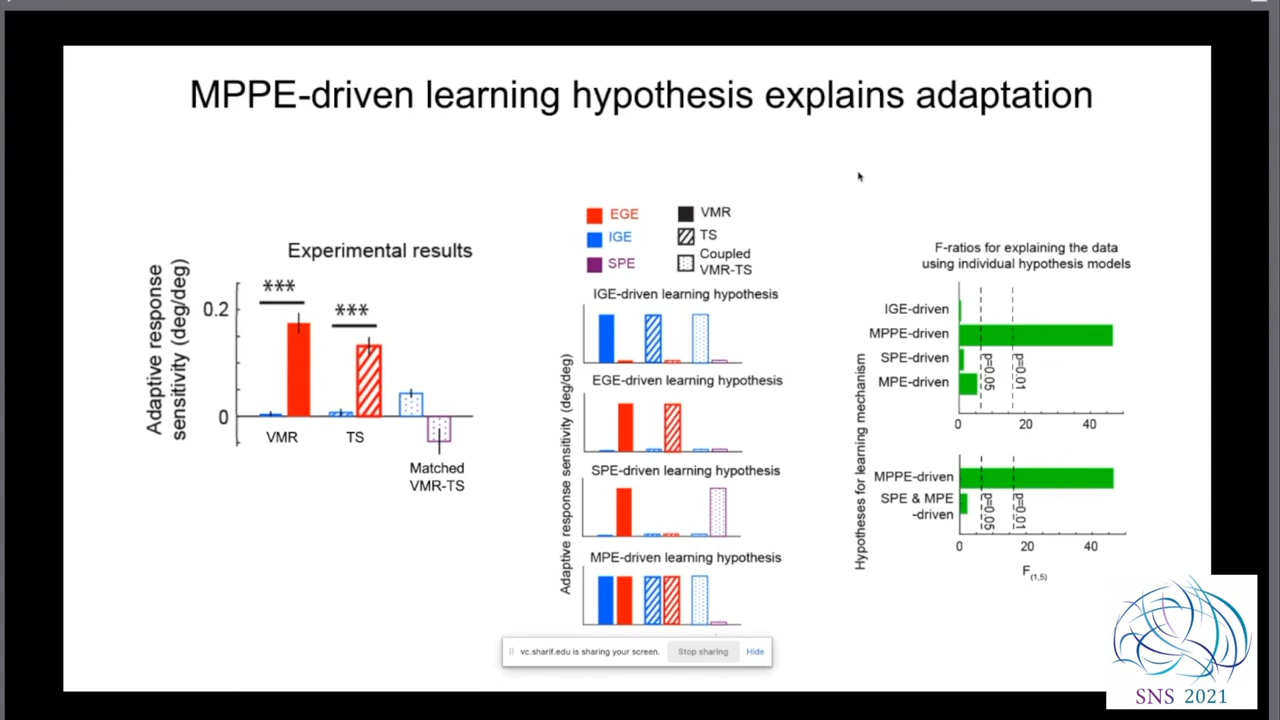 MPPE-driven learning hypothesis explains adaptation
Experimental results
Adaptive response
sensitivity (deg/deg)
0.2
0
***
***
VMR
TS
Matched
VMR-TS
EGE
IGE
SPE
VMR
TS
Coupled
VMR-TS
Adaptive response sensitivity (deg/deg)
IGE-driven learning hypothesis
EGE-driven learning hypothesis
SPE-driven learning hypothesis
MPE-driven learning hypothesis
F-ratios for explaining the data
using individual hypothesis models
Hypotheses for learning mechanism
IGE-driven
MPPE-driven
SPE-driven
MPE-driven
p=0.05
p=0.01
0 20 40
MPPE-driven
SPE & MPE
-driven
p=0.05
p=0.01
0 20 40
F(1,5)
vc.sharif.edu is sharing your screen. Stop sharing Hide
SNS 2021